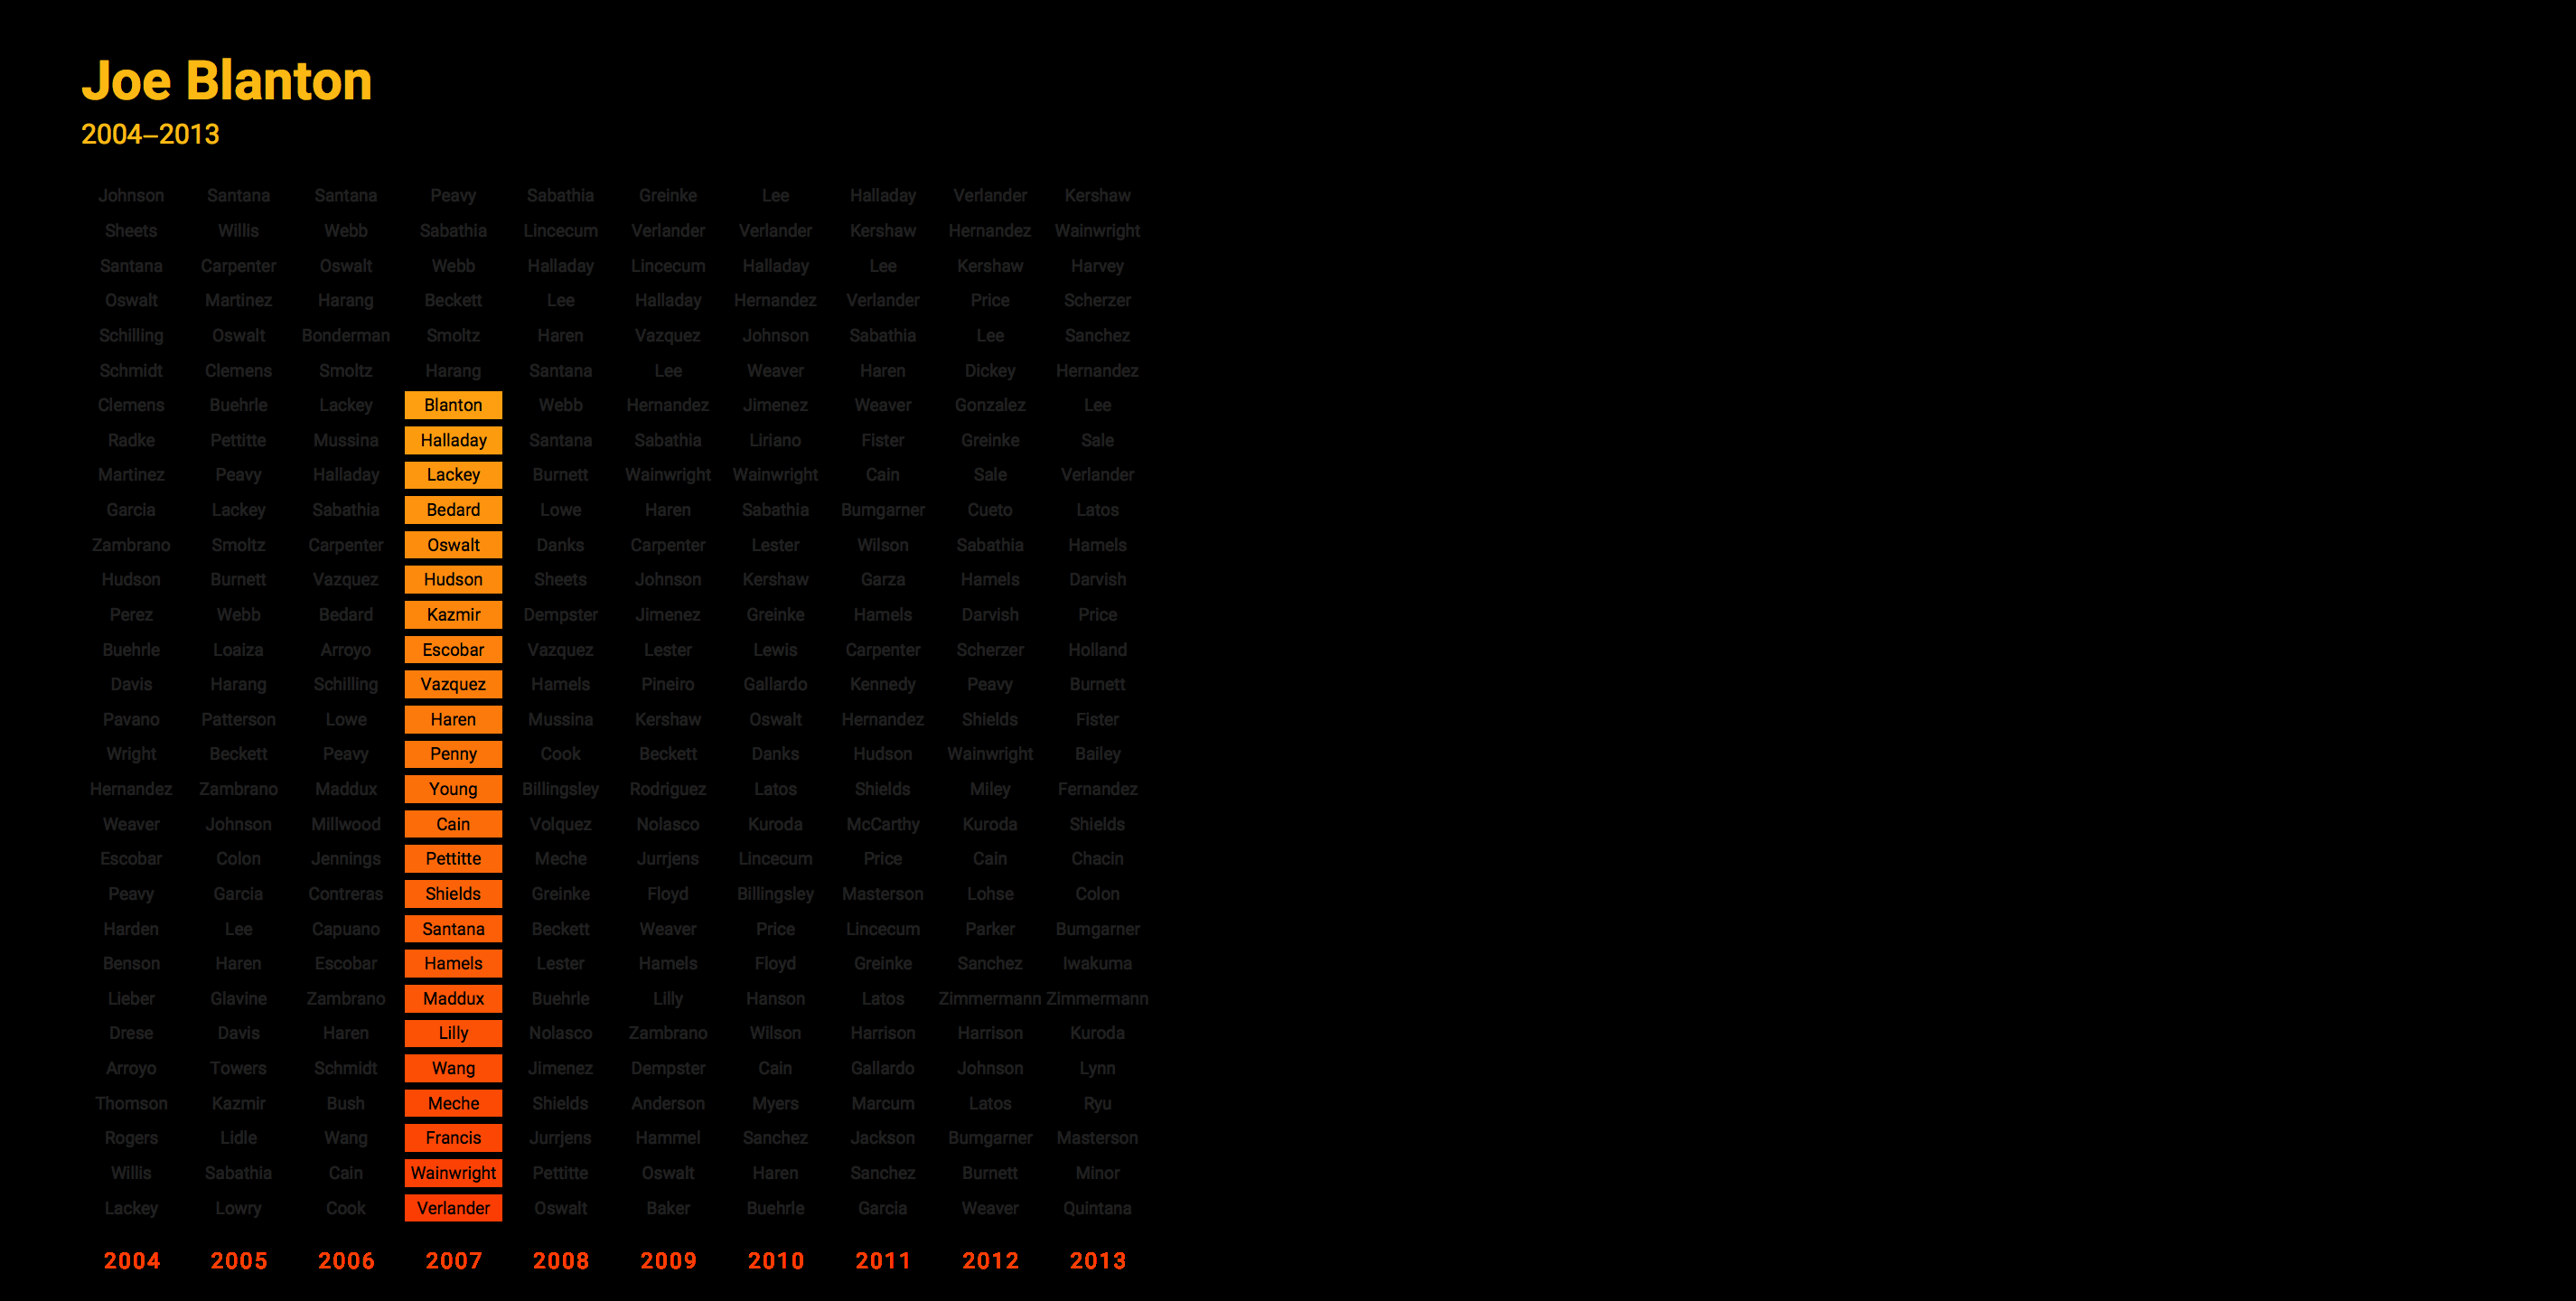 Joe Blanton
2004–2013
Johnson Santana Santana Peavy Sabathia Greinke Lee Halladay Verlander Kershaw
Sheets Willis Webb Sabathia Lincecum Verlander Verlander Kershaw Hernandez Wainwright
Santana Carpenter Oswalt Webb Halladay Lincecum Halladay Lee Kershaw Harvey
Oswalt Martinez Harang Beckett Lee Halladay Hernandez Verlander Price Scherzer
Schilling Oswalt Bonderman Smoltz Haren Vazquez Johnson Sabathia Lee Sanchez
Schmidt Clemens Smoltz Harang Santana Lee Weaver Haren Dickey Hernandez
Clemens Buehrle Lackey Blanton Webb Hernandez Jimenez Weaver Gonzalez Lee
Radke Pettitte Mussina Halladay Santana Sabathia Liriano Fister Greinke Sale
Martinez Peavy Halladay Lackey Burnett Wainwright Wainwright Cain Sale Verlander
Garcia Lackey Sabathia Bedard Lowe Haren Sabathia Bumgarner Cueto Latos
Zambrano Smoltz Carpenter Oswalt Danks Carpenter Lester Wilson Sabathia Hamels
Hudson Burnett Vazquez Hudson Sheets Johnson Kershaw Garza Hamels Darvish
Perez Webb Bedard Kazmir Dempster Jimenez Greinke Hamels Darvish Price
Buehrle Loaiza Arroyo Escobar Vazquez Lester Lewis Carpenter Scherzer Holland
Davis Harang Schilling Vazquez Hamels Pineiro Gallardo Kennedy Peavy Burnett
Pavano Patterson Lowe Haren Mussina Kershaw Oswalt Hernandez Shields Fister
Wright Beckett Peavy Penny Cook Beckett Danks Hudson Wainwright Bailey
Hernandez Zambrano Maddux Young Billingsley Rodriguez Latos Shields Miley Fernandez
Weaver Johnson Millwood Cain Volquez Nolasco Kuroda McCarthy Kuroda Shields
Escobar Colon Jennings Pettitte Meche Jurrjens Lincecum Price Cain Chacin
Peavy Garcia Contreras Shields Greinke Floyd Billingsley Masterson Lohse Colon
Harden Lee Capuano Santana Beckett Weaver Price Lincecum Parker Bumgarner
Benson Haren Escobar Hamels Lester Hamels Floyd Greinke Sanchez Iwakuma
Lieber Glavine Zambrano Maddux Buehrle Lilly Hanson Latos Zimmermann Zimmermann
Drese Davis Haren Lilly Nolasco Zambrano Wilson Harrison Harrison Kuroda
Arroyo Towers Schmidt Wang Jimenez Dempster Cain Gallardo Johnson Lynn
Thomson Kazmir Bush Meche Shields Anderson Myers Marcum Latos Ryu
Rogers Lidle Wang Francis Jurrjens Hammel Sanchez Jackson Bumgarner Masterson
Willis Sabathia Cain Wainwright Pettitte Oswalt Haren Sanchez Burnett Minor
Lackey Lowry Cook Verlander Oswalt Baker Buehrle Garcia Weaver Quintana
2004 2005 2006 2007 2008 2009 2010 2011 2012 2013